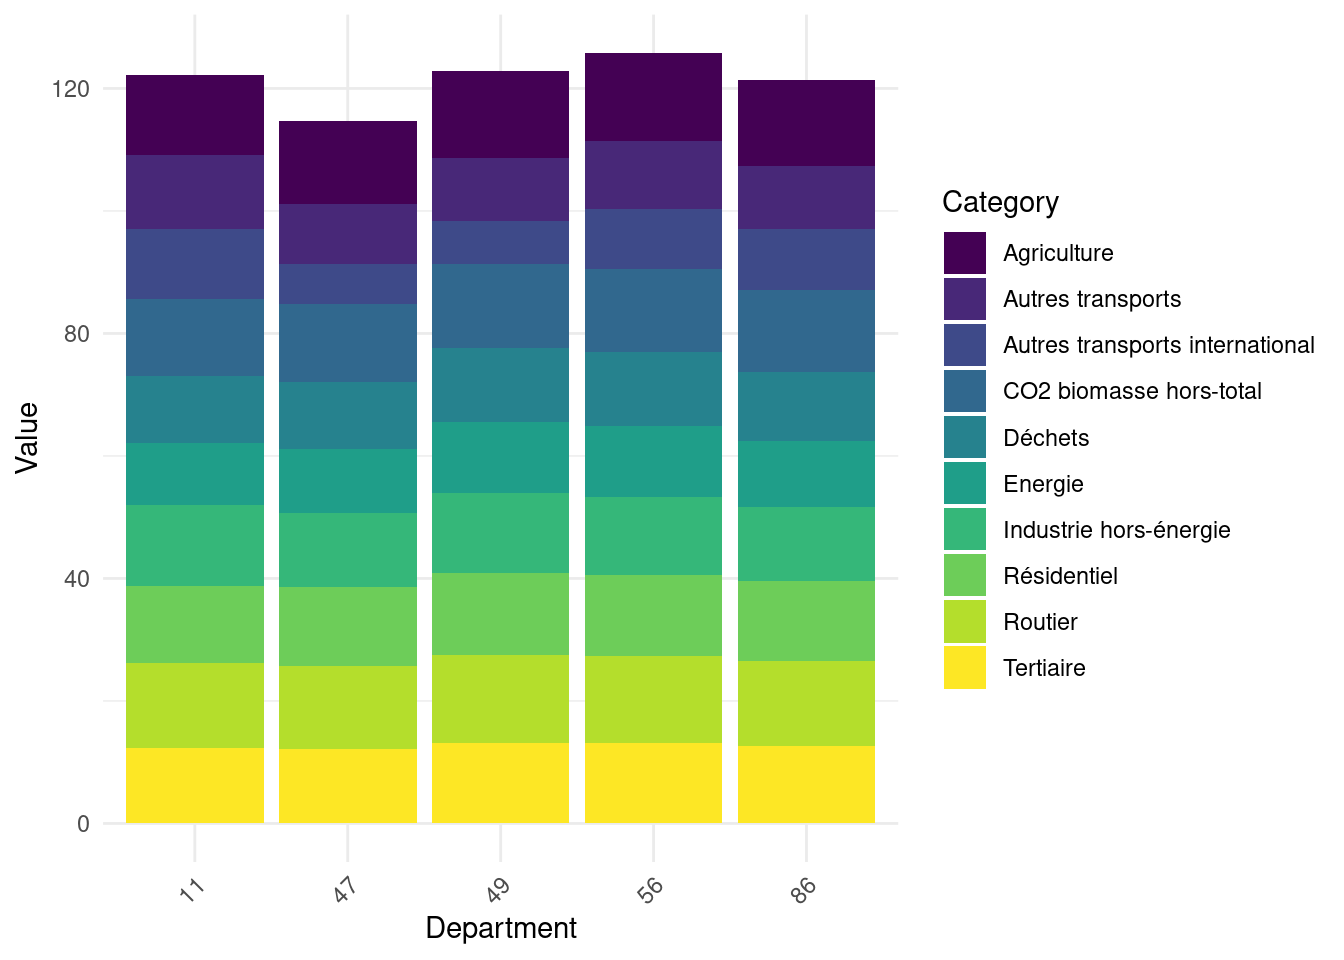 120
80
40
0
Value
11
47
49
56
86
Department
Category
Agriculture
Autres transports
Autres transports international
CO2 biomasse hors-total
Déchets
Energie
Industrie hors-énergie
Résidentiel
Routier
Tertiaire